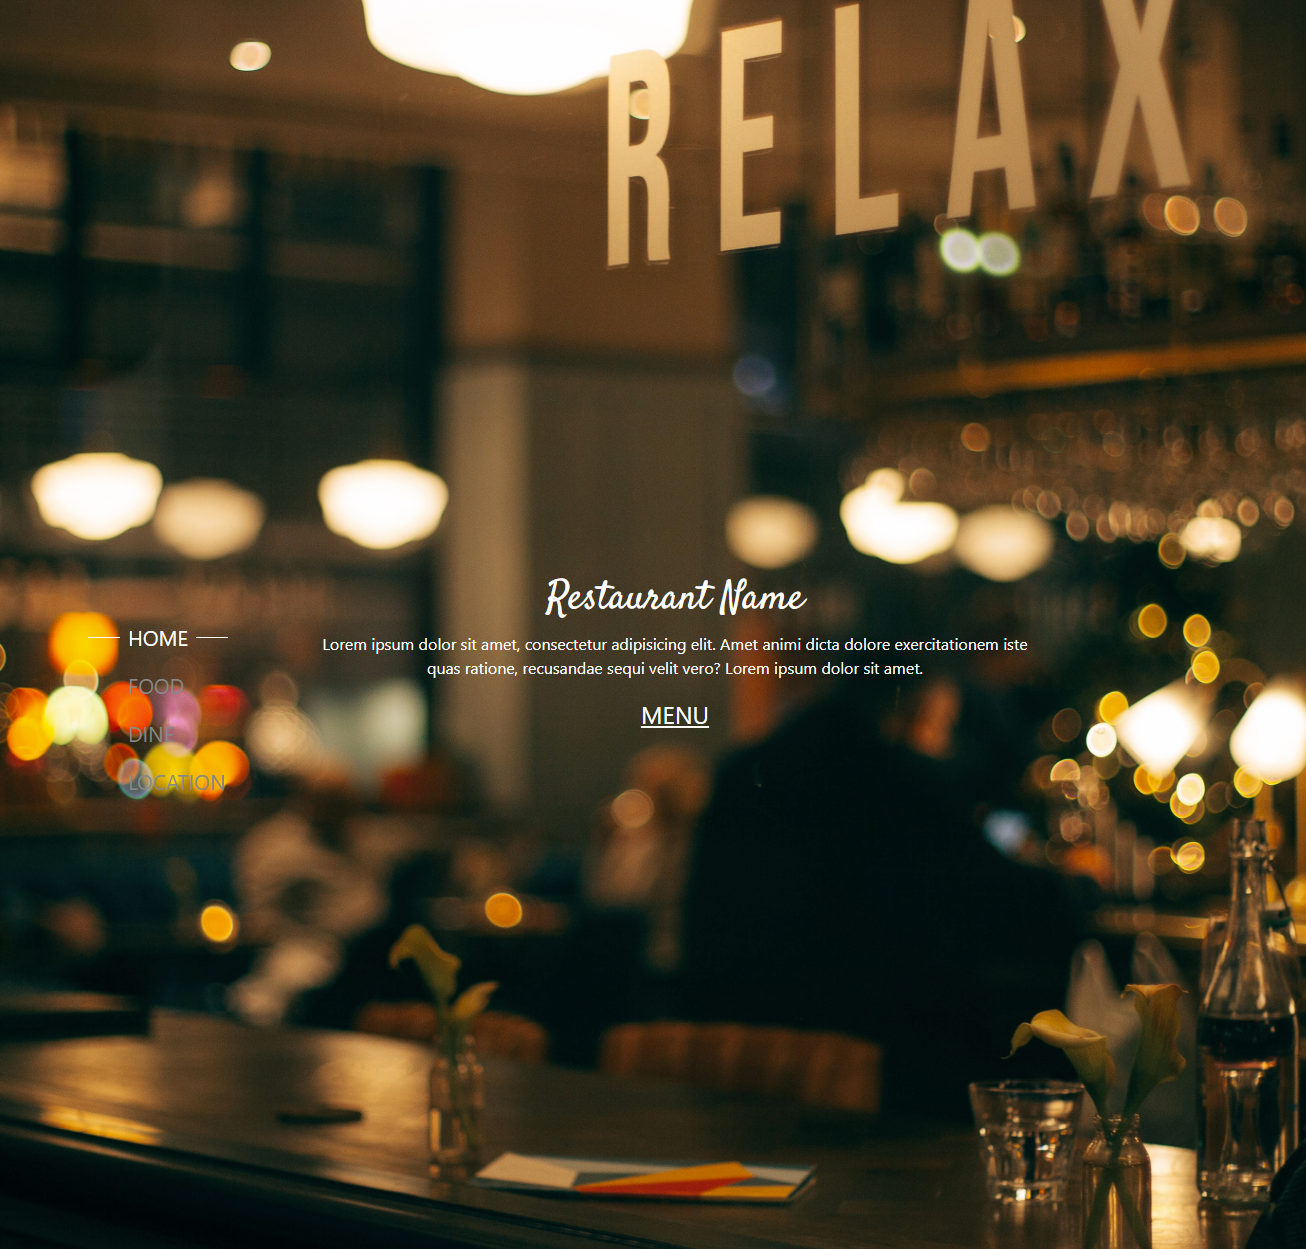 RELAX
Restaurant Name
HOME
FOOD
DINE
LOCATION
Lorem ipsum dolor sit amet, consectetur adipisicing elit. Amet animi dicta dolore exercitationem iste
quas ratione, recusandae sequi velit vero? Lorem ipsum dolor sit amet.
MENU